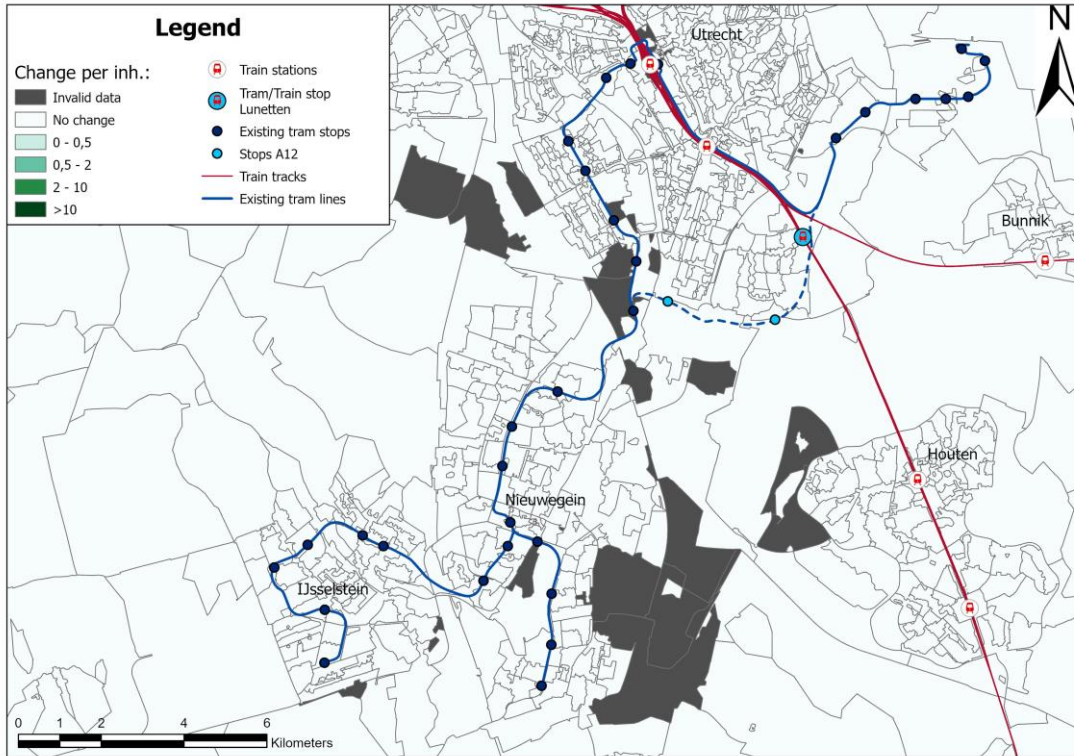 Legend
Change per inh.:
Invalid data
No change
0 - 0,5
0,5 - 2
2 - 10
>10
Train stations
Tram/Train stop
Lunetten
Existing tram stops
Stops A12
Train tracks
Existing tram lines
Utrecht
N
Bunnik
Houten
Nieuwegein
IJsselstein
0 1 2 4 6
Kilometers